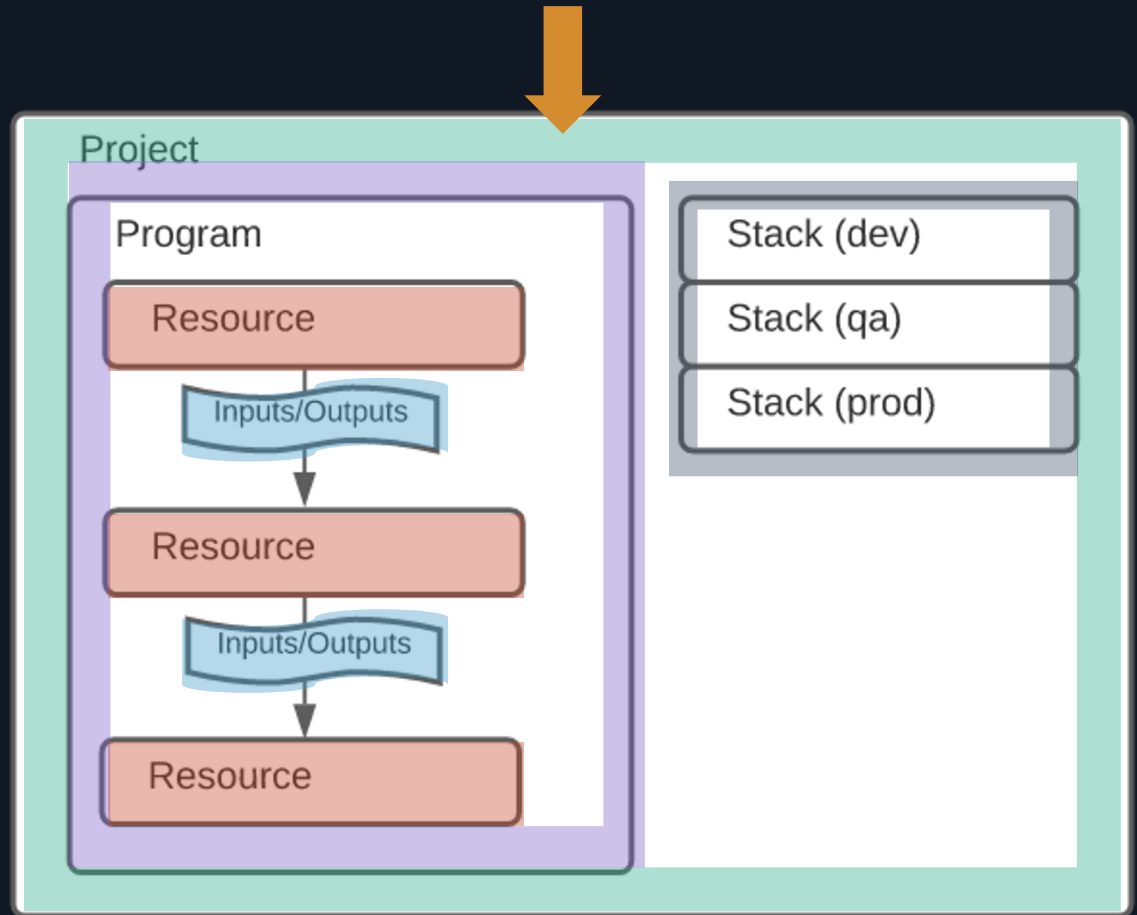 Project
Program
Resource
Inputs/Outputs
Resource
Inputs/Outputs
Resource
Stack (dev)
Stack (qa)
Stack (prod)